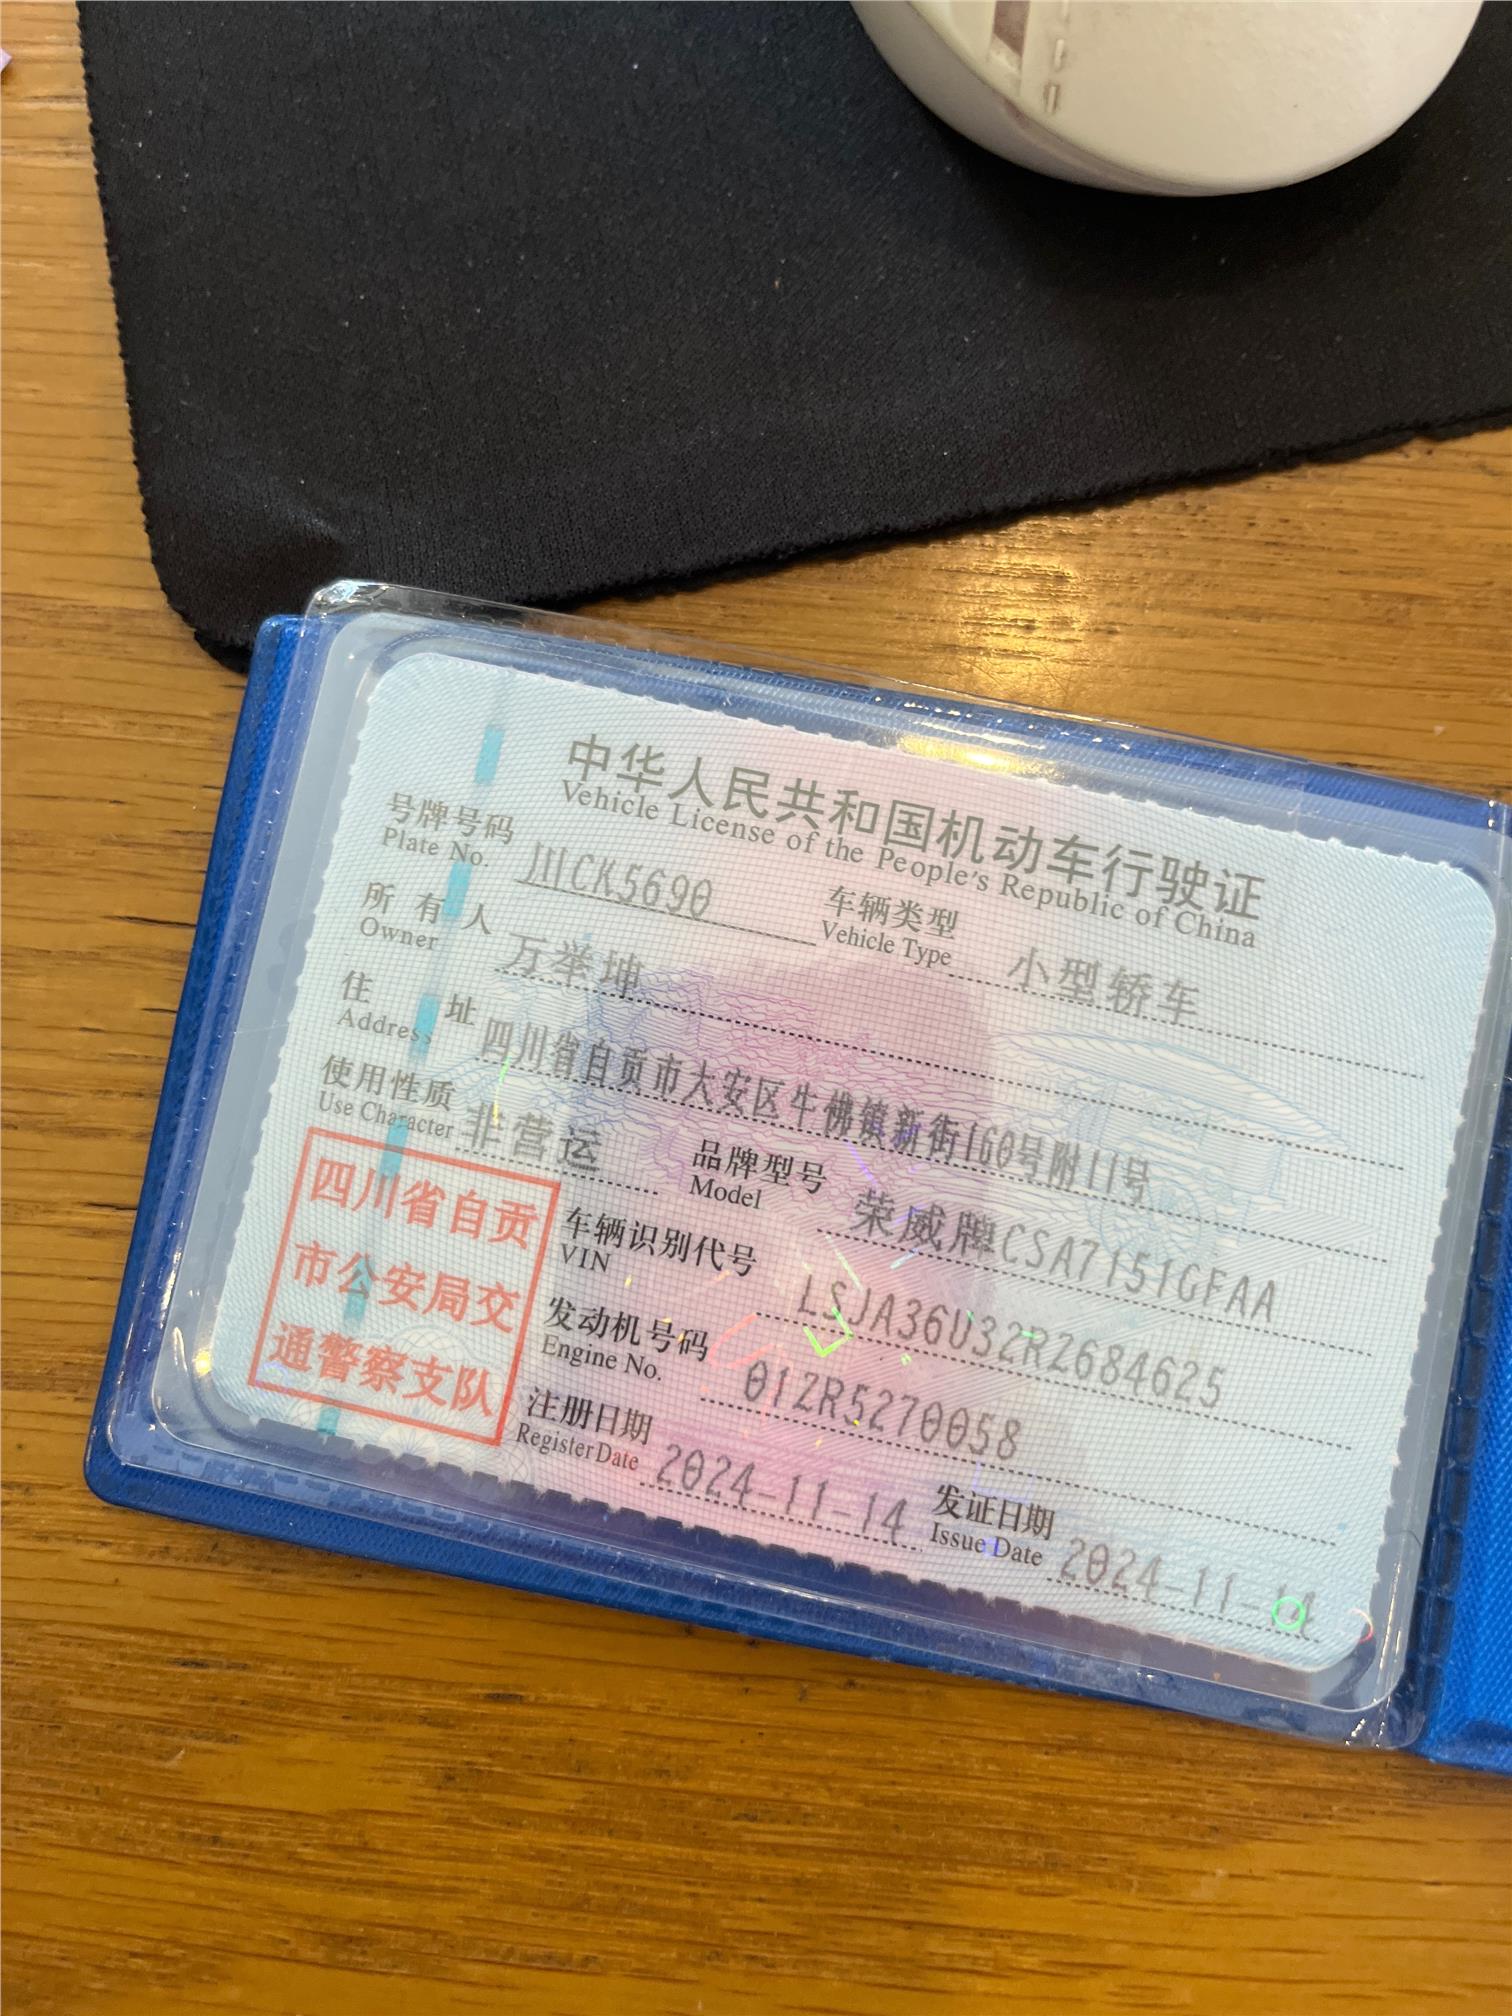 中华人民共和国机动车行驶证
Vehicle License of the People's Republic of China
号牌号码 川CK5690 车辆类型 小型轿车
Plate No. Vehicle Type
所有人 万举坤
Owner
住址 四川省自贡市大安区牛佛镇新街160号附11号
Address
使用性质 非营运 品牌型号 荣威牌CSA7151GFAA
Use Character Model
四川省自贡
市公安局交
通警察支队
车辆识别代号 LSJA36U32R2684625
VIN
发动机号码 01ZR5270058
Engine No.
注册日期 2024-11-14 发证日期 2024-11-14
Register Date Issue Date